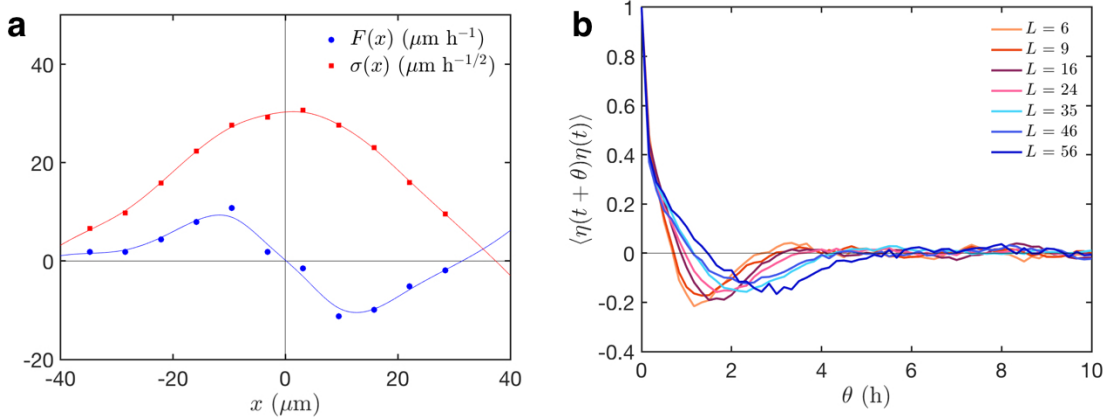 a
F(x) (μm h⁻¹)
σ(x) (μm h⁻¹/²)
40
20
0
-20
-40
-20
0
20
40
x (μm)
b
1
0.8
0.6
0.4
0.2
0
-0.2
-0.4
0
2
4
6
8
10
⟨η(t + θ)η(t)⟩
θ (h)
L = 6
L = 9
L = 16
L = 24
L = 35
L = 46
L = 56